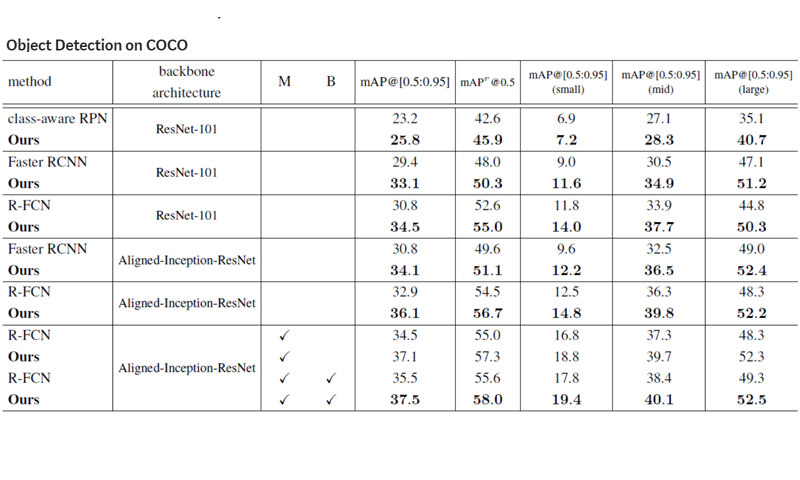 Object Detection on COCO
method backbone architecture M B mAP@[0.5:0.95] mAPʳ@0.5 mAP@[0.5:0.95] (small) mAP@[0.5:0.95] (mid) mAP@[0.5:0.95] (large)
class-aware RPN ResNet-101 23.2 42.6 6.9 27.1 35.1
Ours 25.8 45.9 7.2 28.3 40.7
Faster RCNN ResNet-101 29.4 48.0 9.0 30.5 47.1
Ours 33.1 50.3 11.6 34.9 51.2
R-FCN ResNet-101 30.8 52.6 11.8 33.9 44.8
Ours 34.5 55.0 14.0 37.7 50.3
Faster RCNN Aligned-Inception-ResNet 30.8 49.6 9.6 32.5 49.0
Ours 34.1 51.1 12.2 36.5 52.4
R-FCN Aligned-Inception-ResNet 32.9 54.5 12.5 36.3 48.3
Ours 36.1 56.7 14.8 39.8 52.2
R-FCN Aligned-Inception-ResNet ✓ 34.5 55.0 16.8 37.3 48.3
Ours ✓ 37.1 57.3 18.8 39.7 52.3
R-FCN ✓ ✓ 35.5 55.6 17.8 38.4 49.3
Ours ✓ ✓ 37.5 58.0 19.4 40.1 52.5